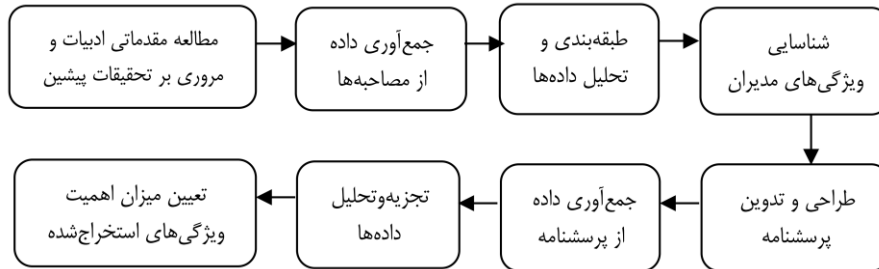 مطالعه مقدماتی ادبیات و
مروری بر تحقیقات پیشین
جمع‌آوری داده
از مصاحبه‌ها
طبقه‌بندی و
تحلیل داده‌ها
شناسایی
ویژگی‌های مدیران
طراحی و تدوین
پرسشنامه
جمع‌آوری داده
از پرسشنامه
تجزیه‌وتحلیل
داده‌ها
تعیین میزان اهمیت
ویژگی‌های استخراج‌شده